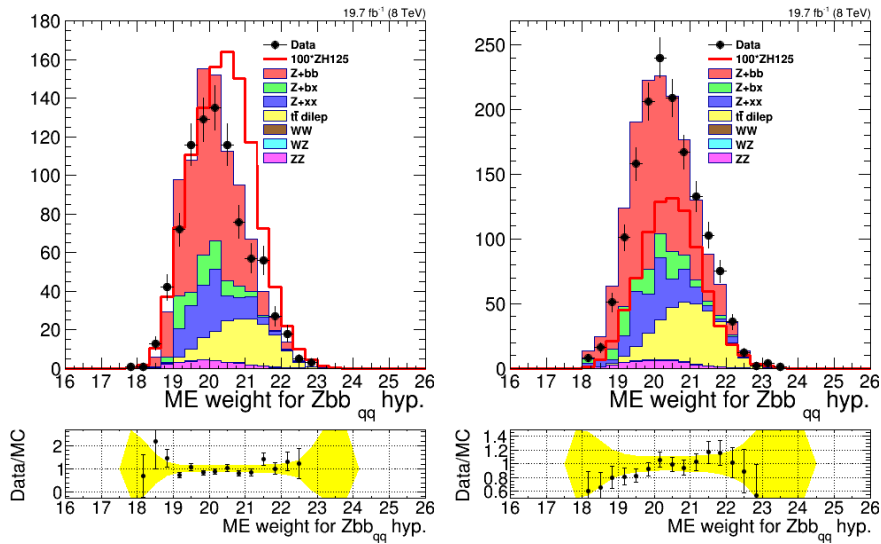 19.7 fb⁻¹ (8 TeV)
180
160
140
120
100
80
60
40
20
0
Data
100*ZH125
Z+bb
Z+bx
Z+xx
tt̄ dilep
WW
WZ
ZZ
16 17 18 19 20 21 22 23 24 25 26
ME weight for Zbb_qq hyp.
Data/MC
2
1
0
16 17 18 19 20 21 22 23 24 25 26
ME weight for Zbb_qq hyp.
19.7 fb⁻¹ (8 TeV)
250
200
150
100
50
0
Data
100*ZH125
Z+bb
Z+bx
Z+xx
tt̄ dilep
WW
WZ
ZZ
16 17 18 19 20 21 22 23 24 25 26
ME weight for Zbb_qq hyp.
Data/MC
1.4
1.2
1
0.8
0.6
16 17 18 19 20 21 22 23 24 25 26
ME weight for Zbb_qq hyp.